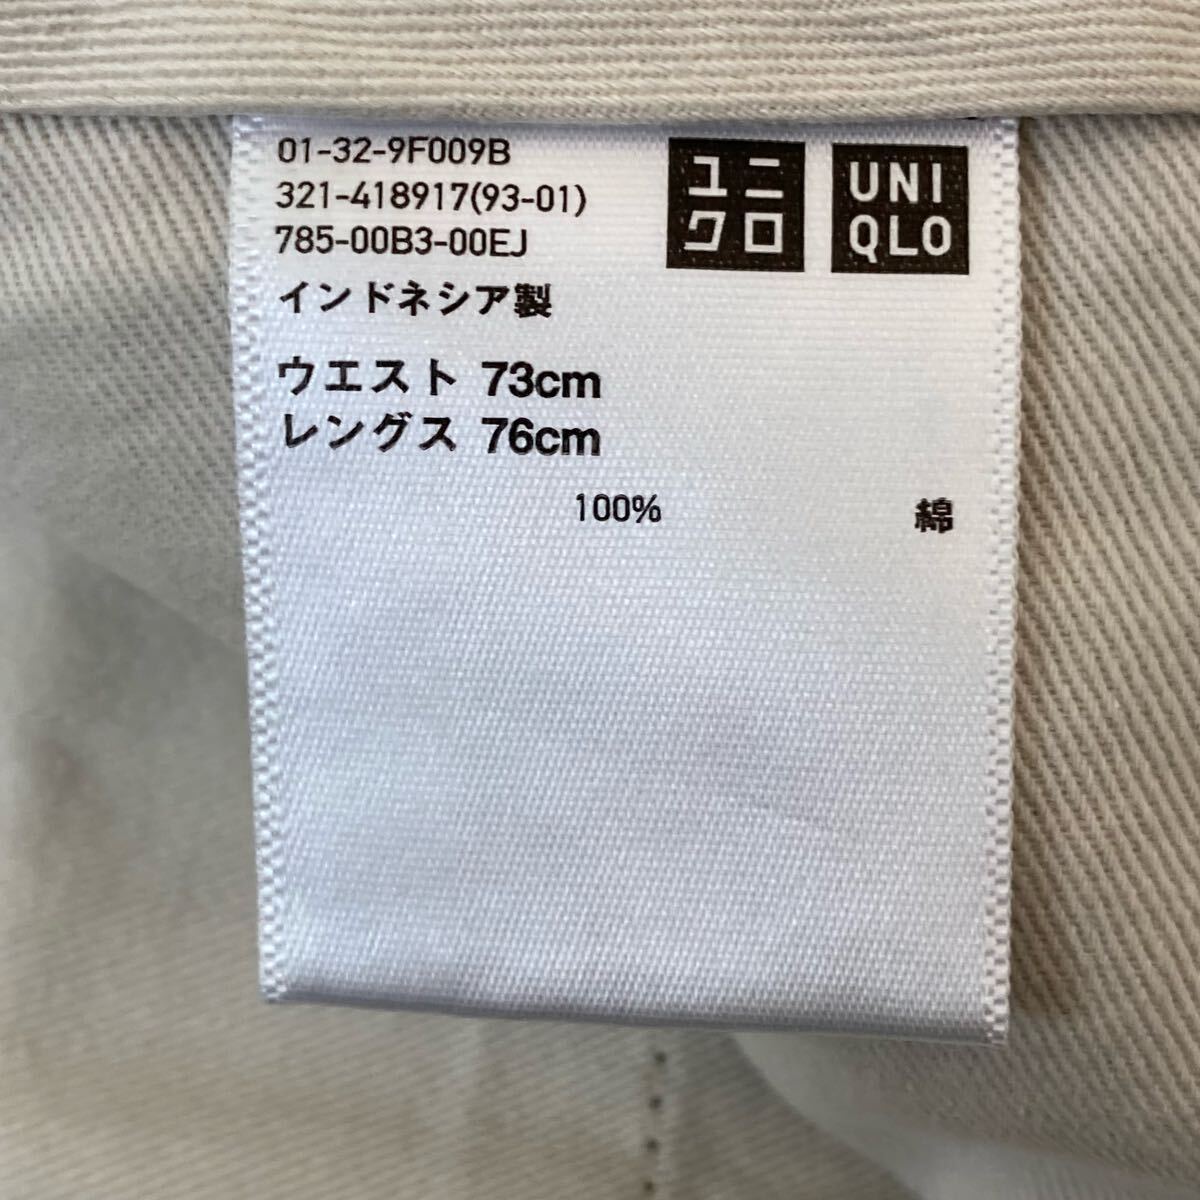 01-32-9F009B
321-418917(93-01)
785-00B3-00EJ
インドネシア製
ユニ
クロ
UNI
QLO
ウエスト 73cm
レングス 76cm
100% 綿